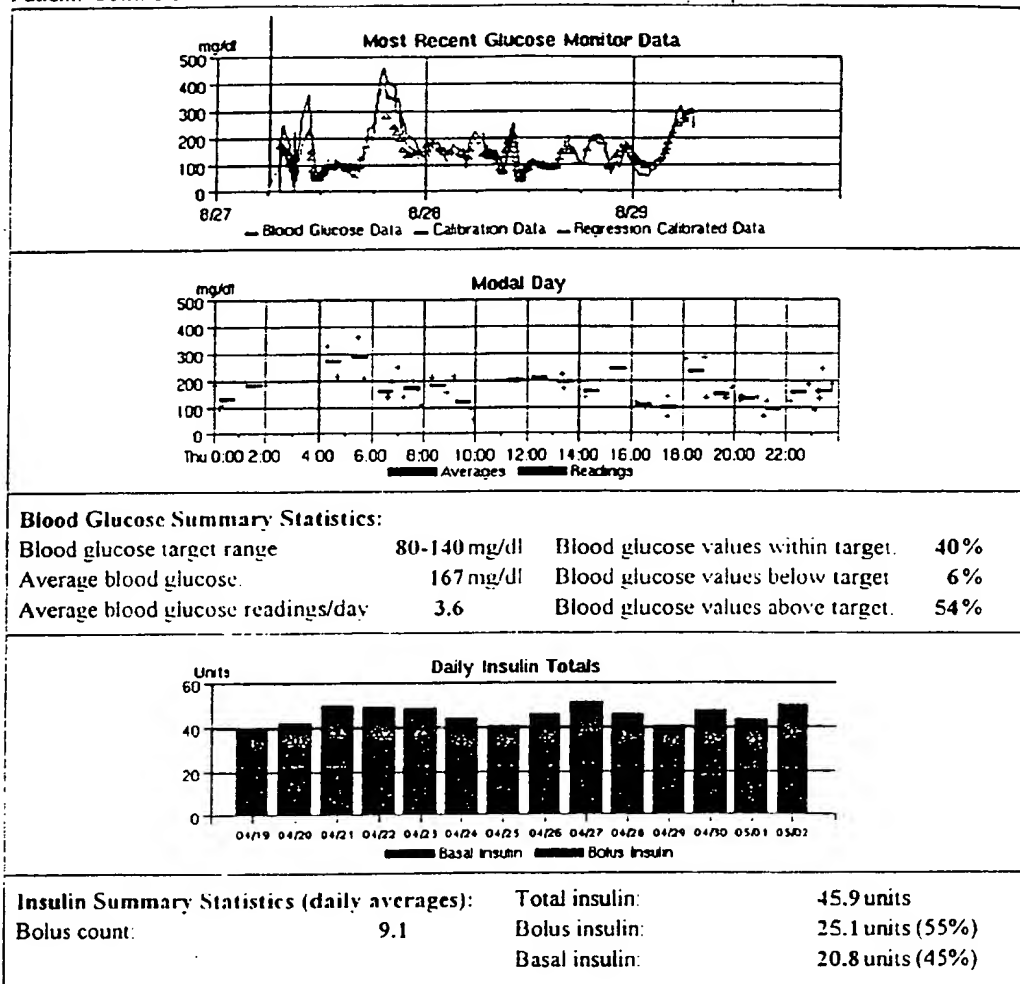 mg/dl Most Recent Glucose Monitor Data
500
400
300
200
100
0
8/27 8/28 8/29
Blood Glucose Data Calibration Data Regression Calibrated Data
mg/dl Modal Day
500
400
300
200
100
0
Thu 0:00 2:00 4:00 6:00 8:00 10:00 12:00 14:00 16:00 18:00 20:00 22:00
Averages Readings
Blood Glucose Summary Statistics:
Blood glucose target range 80-140 mg/dl Blood glucose values within target. 40%
Average blood glucose. 167 mg/dl Blood glucose values below target 6%
Average blood glucose readings/day 3.6 Blood glucose values above target. 54%
Units Daily Insulin Totals
60
40
20
0
04/19 04/20 04/21 04/22 04/23 04/24 04/25 04/26 04/27 04/28 04/29 04/30 05/01 05/02
Basal Insulin Bolus Insulin
Insulin Summary Statistics (daily averages): Total insulin: 45.9 units
Bolus count: 9.1 Bolus insulin: 25.1 units (55%)
Basal insulin: 20.8 units (45%)